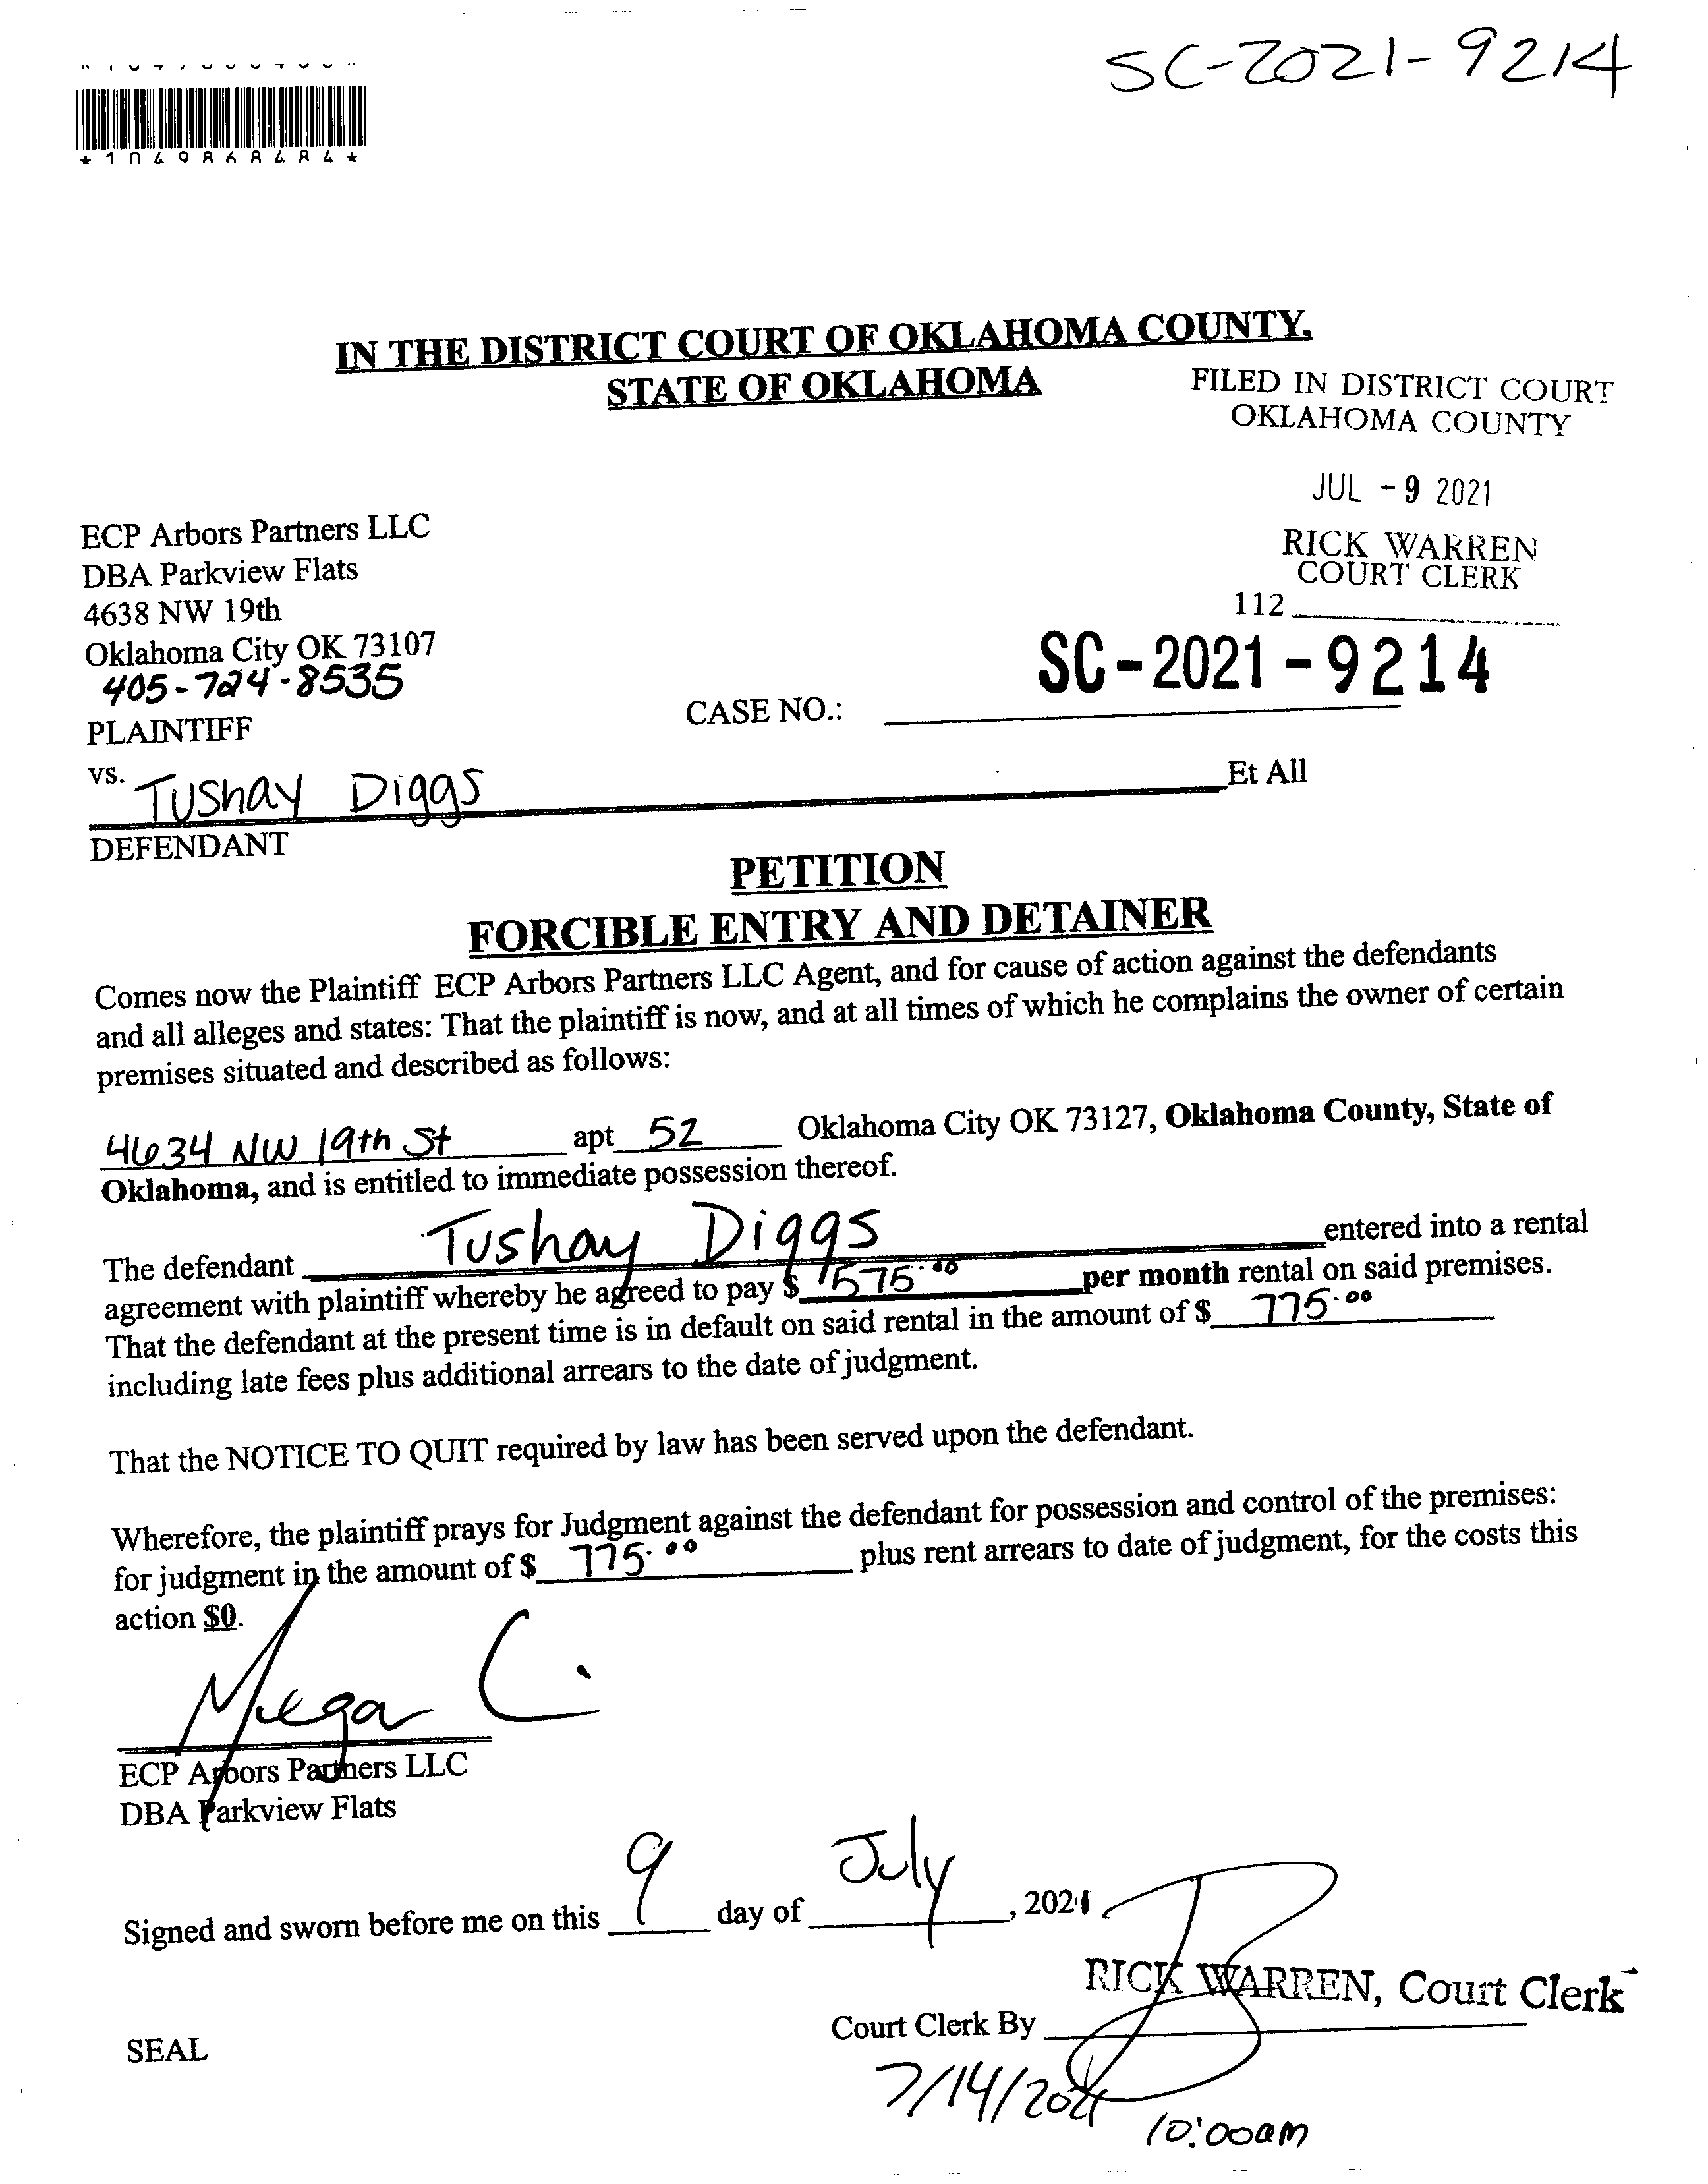 SC-2021-9214
*1049868484*
IN THE DISTRICT COURT OF OKLAHOMA COUNTY,
STATE OF OKLAHOMA
FILED IN DISTRICT COURT
OKLAHOMA COUNTY
JUL -9 2021
RICK WARREN
COURT CLERK
112
ECP Arbors Partners LLC
DBA Parkview Flats
4638 NW 19th
Oklahoma City OK 73107
405-724-8535
PLAINTIFF
CASE NO.: SC-2021-9214
vs. Tushay Diggs Et All
DEFENDANT
PETITION
FORCIBLE ENTRY AND DETAINER
Comes now the Plaintiff ECP Arbors Partners LLC Agent, and for cause of action against the defendants
and all alleges and states: That the plaintiff is now, and at all times of which he complains the owner of certain
premises situated and described as follows:
4634 NW 19th St apt 52 Oklahoma City OK 73127, Oklahoma County, State of
Oklahoma, and is entitled to immediate possession thereof.
The defendant Tushay Diggs entered into a rental
agreement with plaintiff whereby he agreed to pay $ 575.00 per month rental on said premises.
That the defendant at the present time is in default on said rental in the amount of $ 775.00
including late fees plus additional arrears to the date of judgment.
That the NOTICE TO QUIT required by law has been served upon the defendant.
Wherefore, the plaintiff prays for Judgment against the defendant for possession and control of the premises:
for judgment in the amount of $ 775.00 plus rent arrears to date of judgment, for the costs this
action $0.
ECP Arbors Partners LLC
DBA Parkview Flats
Signed and sworn before me on this 9 day of July, 2021
RICK WARREN, Court Clerk
Court Clerk By
SEAL
7/14/2021
10:00am